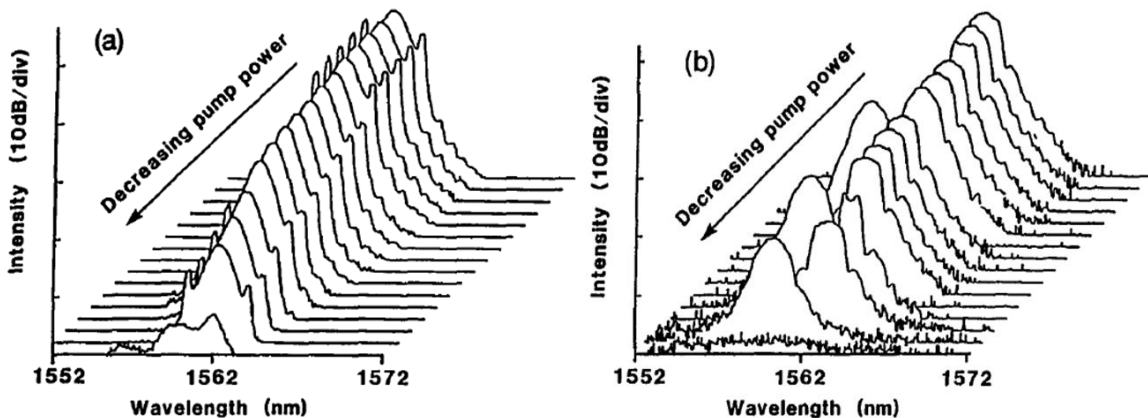 (a)
Decreasing pump power
Intensity (10dB/div)
1552
1562
1572
Wavelength (nm)
(b)
Decreasing pump power
Intensity (10dB/div)
1552
1562
1572
Wavelength (nm)